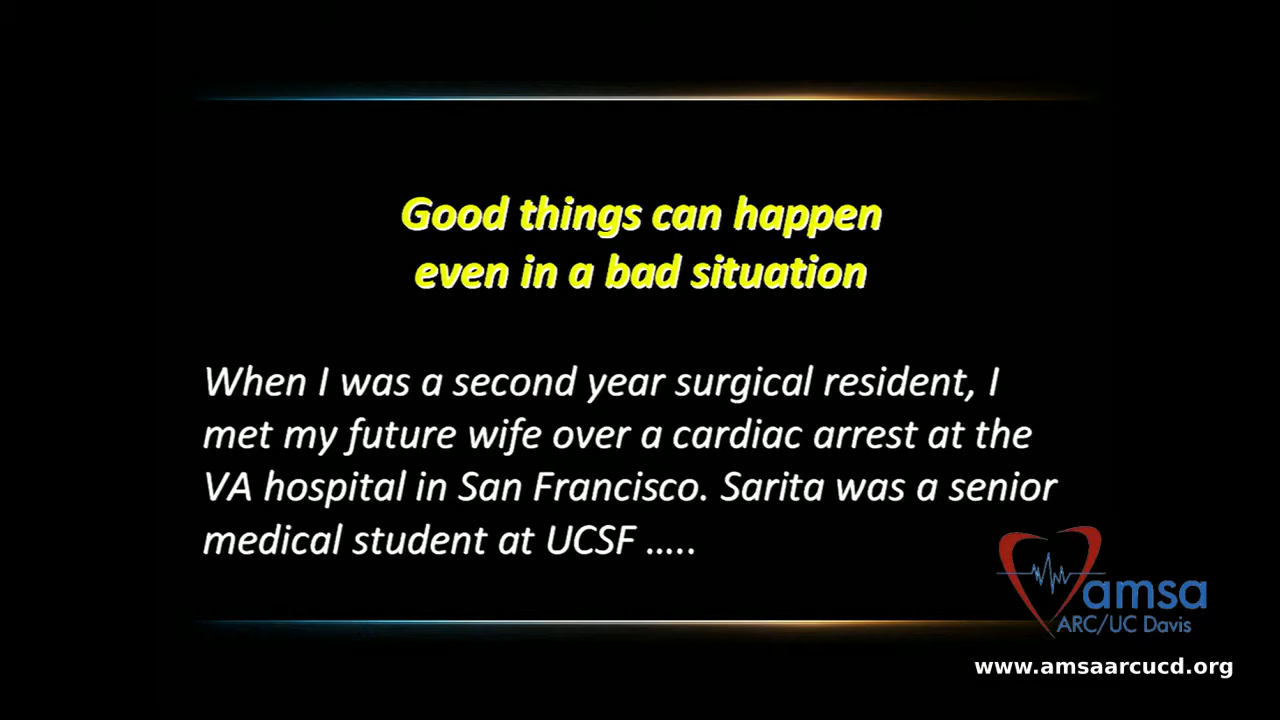 Good things can happen
even in a bad situation
When I was a second year surgical resident, I
met my future wife over a cardiac arrest at the
VA hospital in San Francisco. Sarita was a senior
medical student at UCSF .....
amsa
ARC/UC Davis
www.amsaarcucd.org